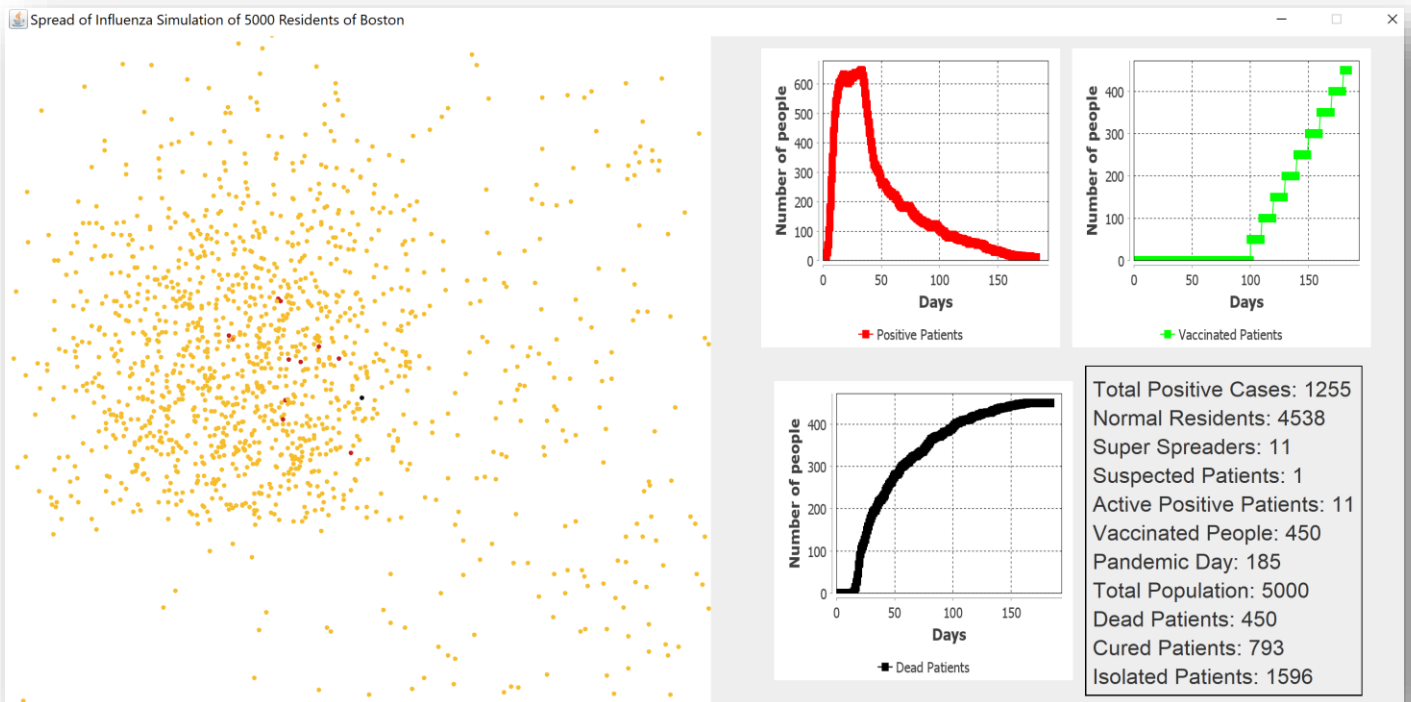 Spread of Influenza Simulation of 5000 Residents of Boston
Number of people
600
500
400
300
200
100
0
0
50
100
150
Days
Positive Patients
Number of people
400
300
200
100
0
0
50
100
150
Days
Vaccinated Patients
Number of people
400
300
200
100
0
0
50
100
150
Days
Dead Patients
Total Positive Cases: 1255
Normal Residents: 4538
Super Spreaders: 11
Suspected Patients: 1
Active Positive Patients: 11
Vaccinated People: 450
Pandemic Day: 185
Total Population: 5000
Dead Patients: 450
Cured Patients: 793
Isolated Patients: 1596